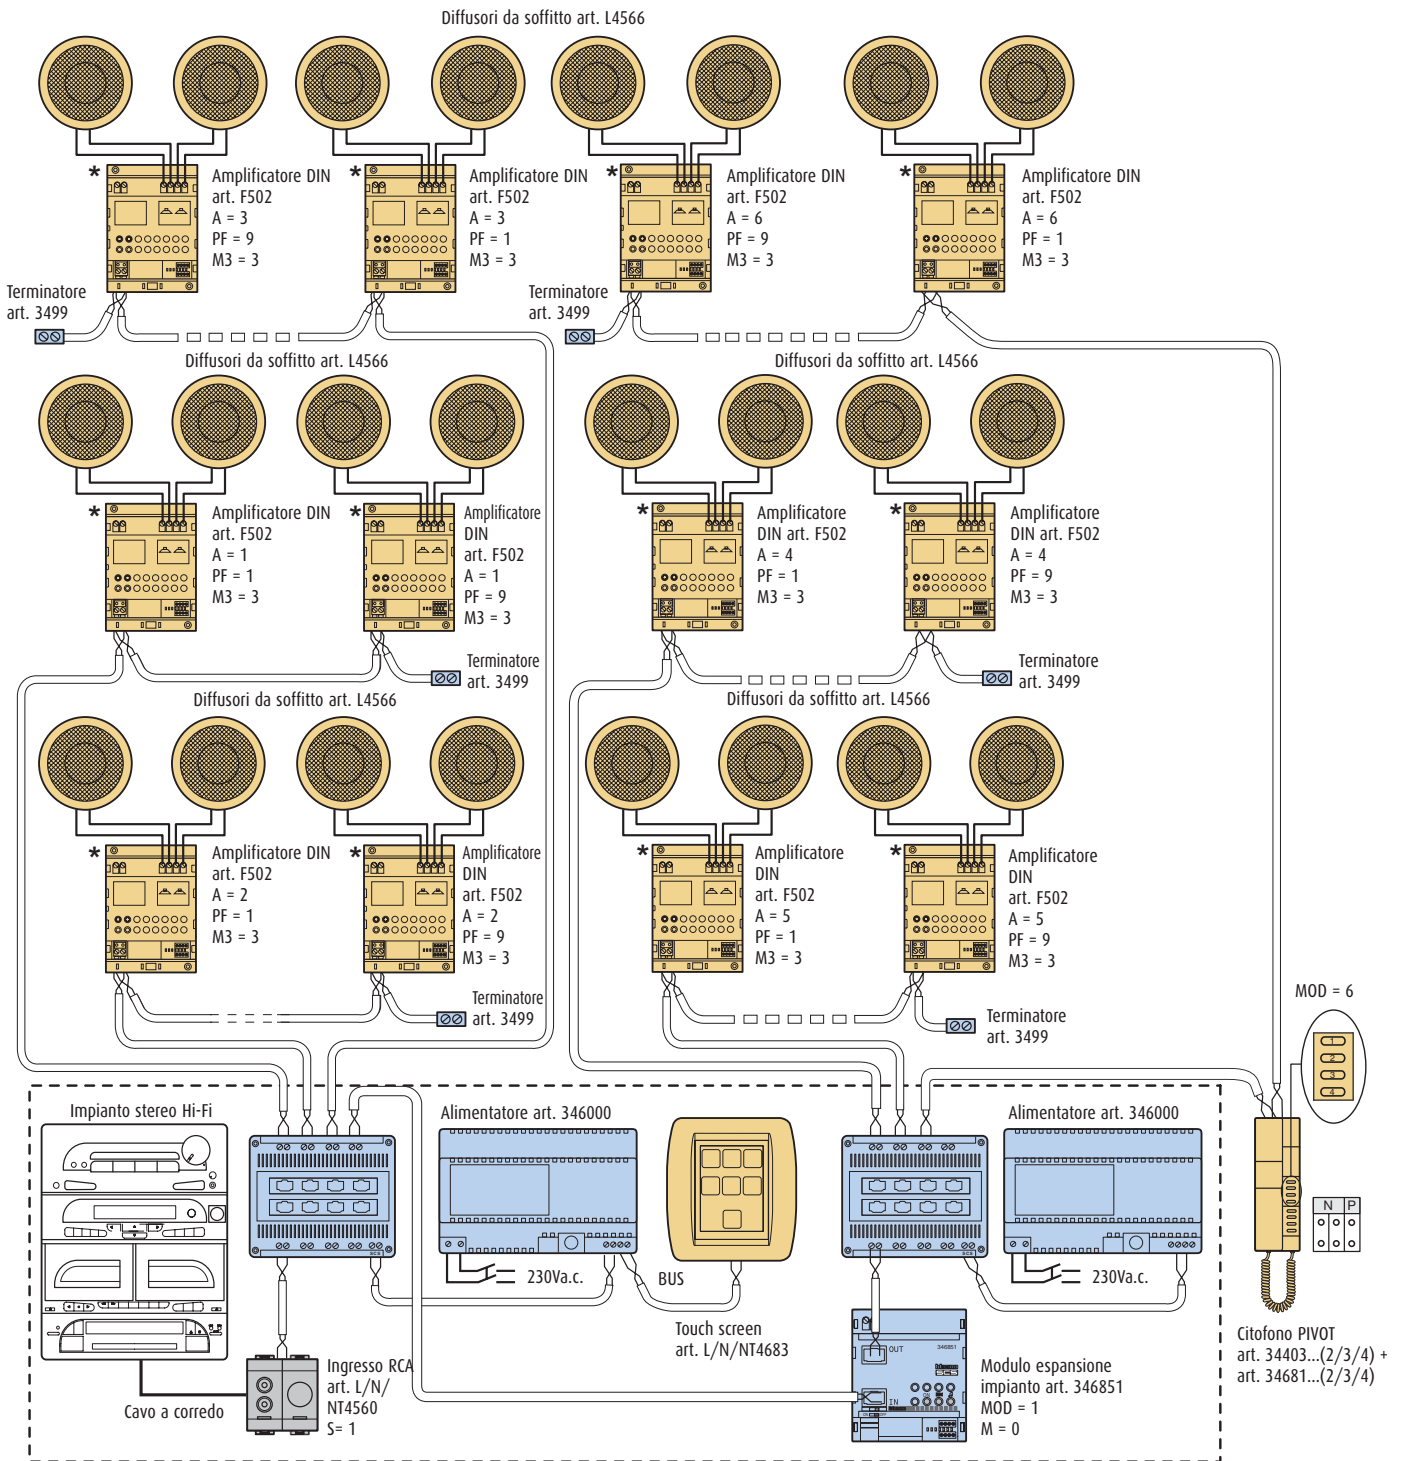 Diffusori da soffitto art. L4566
*
Amplificatore DIN
art. F502
A = 3
PF = 9
M3 = 3
*
Amplificatore DIN
art. F502
A = 3
PF = 1
M3 = 3
*
Amplificatore DIN
art. F502
A = 6
PF = 9
M3 = 3
*
Amplificatore DIN
art. F502
A = 6
PF = 1
M3 = 3
Terminatore
art. 3499
Terminatore
art. 3499
Diffusori da soffitto art. L4566
Diffusori da soffitto art. L4566
*
Amplificatore DIN
art. F502
A = 1
PF = 1
M3 = 3
*
Amplificatore
DIN
art. F502
A = 1
PF = 9
M3 = 3
*
Amplificatore
DIN art. F502
A = 4
PF = 1
M3 = 3
*
Amplificatore
DIN art. F502
A = 4
PF = 9
M3 = 3
Terminatore
art. 3499
Terminatore
art. 3499
Diffusori da soffitto art. L4566
Diffusori da soffitto art. L4566
*
Amplificatore DIN
art. F502
A = 2
PF = 1
M3 = 3
*
Amplificatore
DIN
art. F502
A = 2
PF = 9
M3 = 3
*
Amplificatore
DIN
art. F502
A = 5
PF = 1
M3 = 3
*
Amplificatore
DIN
art. F502
A = 5
PF = 9
M3 = 3
Terminatore
art. 3499
Terminatore
art. 3499
MOD = 6
1
2
3
4
Impianto stereo Hi-Fi
Alimentatore art. 346000
Alimentatore art. 346000
SCS
SCS
N P
230Va.c.
BUS
230Va.c.
Touch screen
art. L/N/NT4683
Ingresso RCA
art. L/N/
NT4560
S= 1
Cavo a corredo
OUT
346851
IN
Modulo espansione
impianto art. 346851
MOD = 1
M = 0
Citofono PIVOT
art. 34403...(2/3/4) +
art. 34681...(2/3/4)